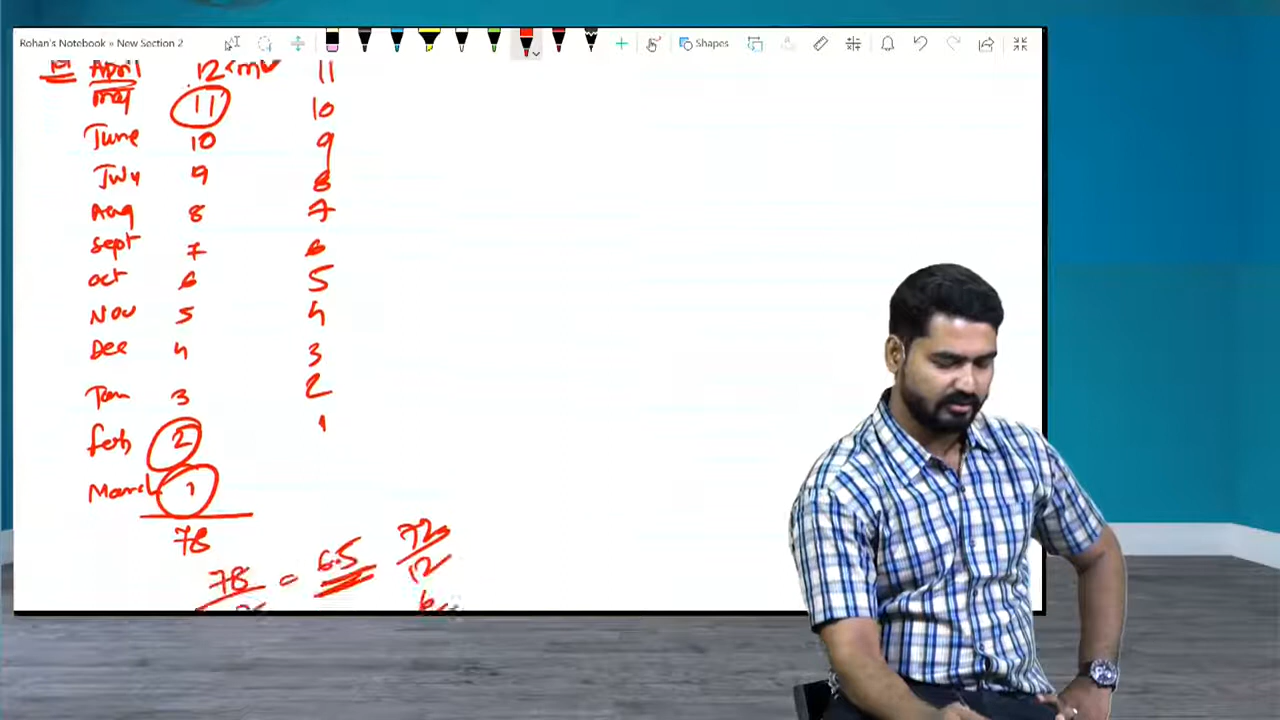 Rohan's Notebook » New Section 2
Shapes
April 12 11
May 11 10
June 10 9
July 9 8
Aug 8 7
Sept 7 6
Oct 6 5
Nov 5 4
Dec 4 3
Jan 3 2
Feb 2 1
March 1
78
78 = 6.5 72
12
6